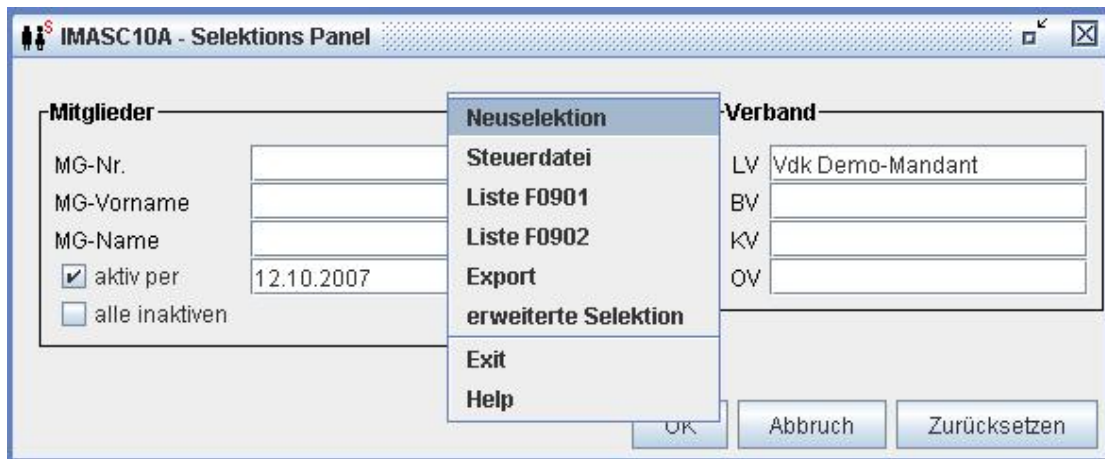 S IMASC10A - Selektions Panel
Mitglieder
MG-Nr.
MG-Vorname
MG-Name
aktiv per 12.10.2007
alle inaktiven
Neuselektion
Steuerdatei
Liste F0901
Liste F0902
Export
erweiterte Selektion
Exit
Help
Verband
LV Vdk Demo-Mandant
BV
KV
OV
OK Abbruch Zurücksetzen